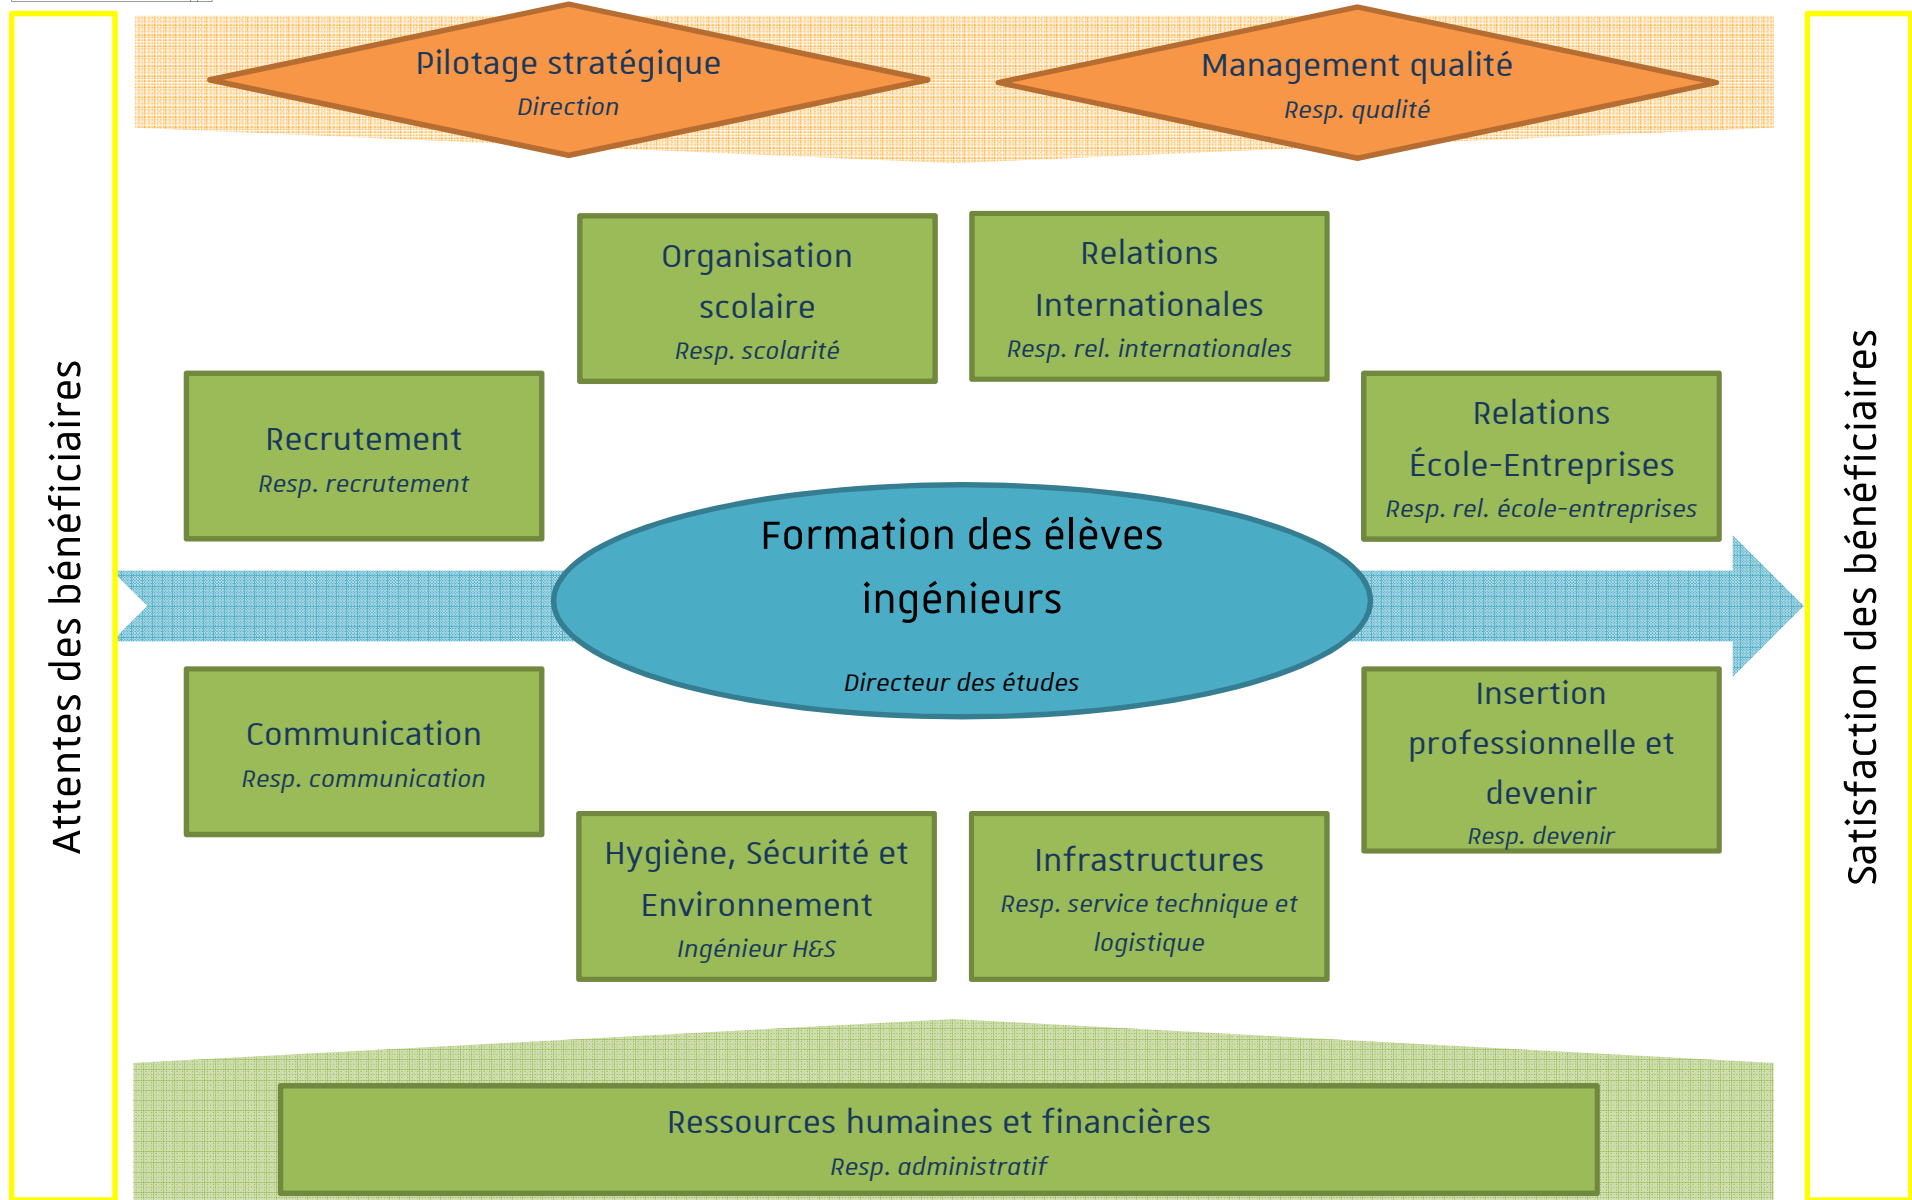 Pilotage stratégique
Direction
Management qualité
Resp. qualité
Attentes des bénéficiaires
Organisation
scolaire
Resp. scolarité
Relations
Internationales
Resp. rel. internationales
Recrutement
Resp. recrutement
Relations
École-Entreprises
Resp. rel. école-entreprises
Formation des élèves
ingénieurs
Directeur des études
Communication
Resp. communication
Insertion
professionnelle et
devenir
Resp. devenir
Hygiène, Sécurité et
Environnement
Ingénieur H&S
Infrastructures
Resp. service technique et
logistique
Satisfaction des bénéficiaires
Ressources humaines et financières
Resp. administratif